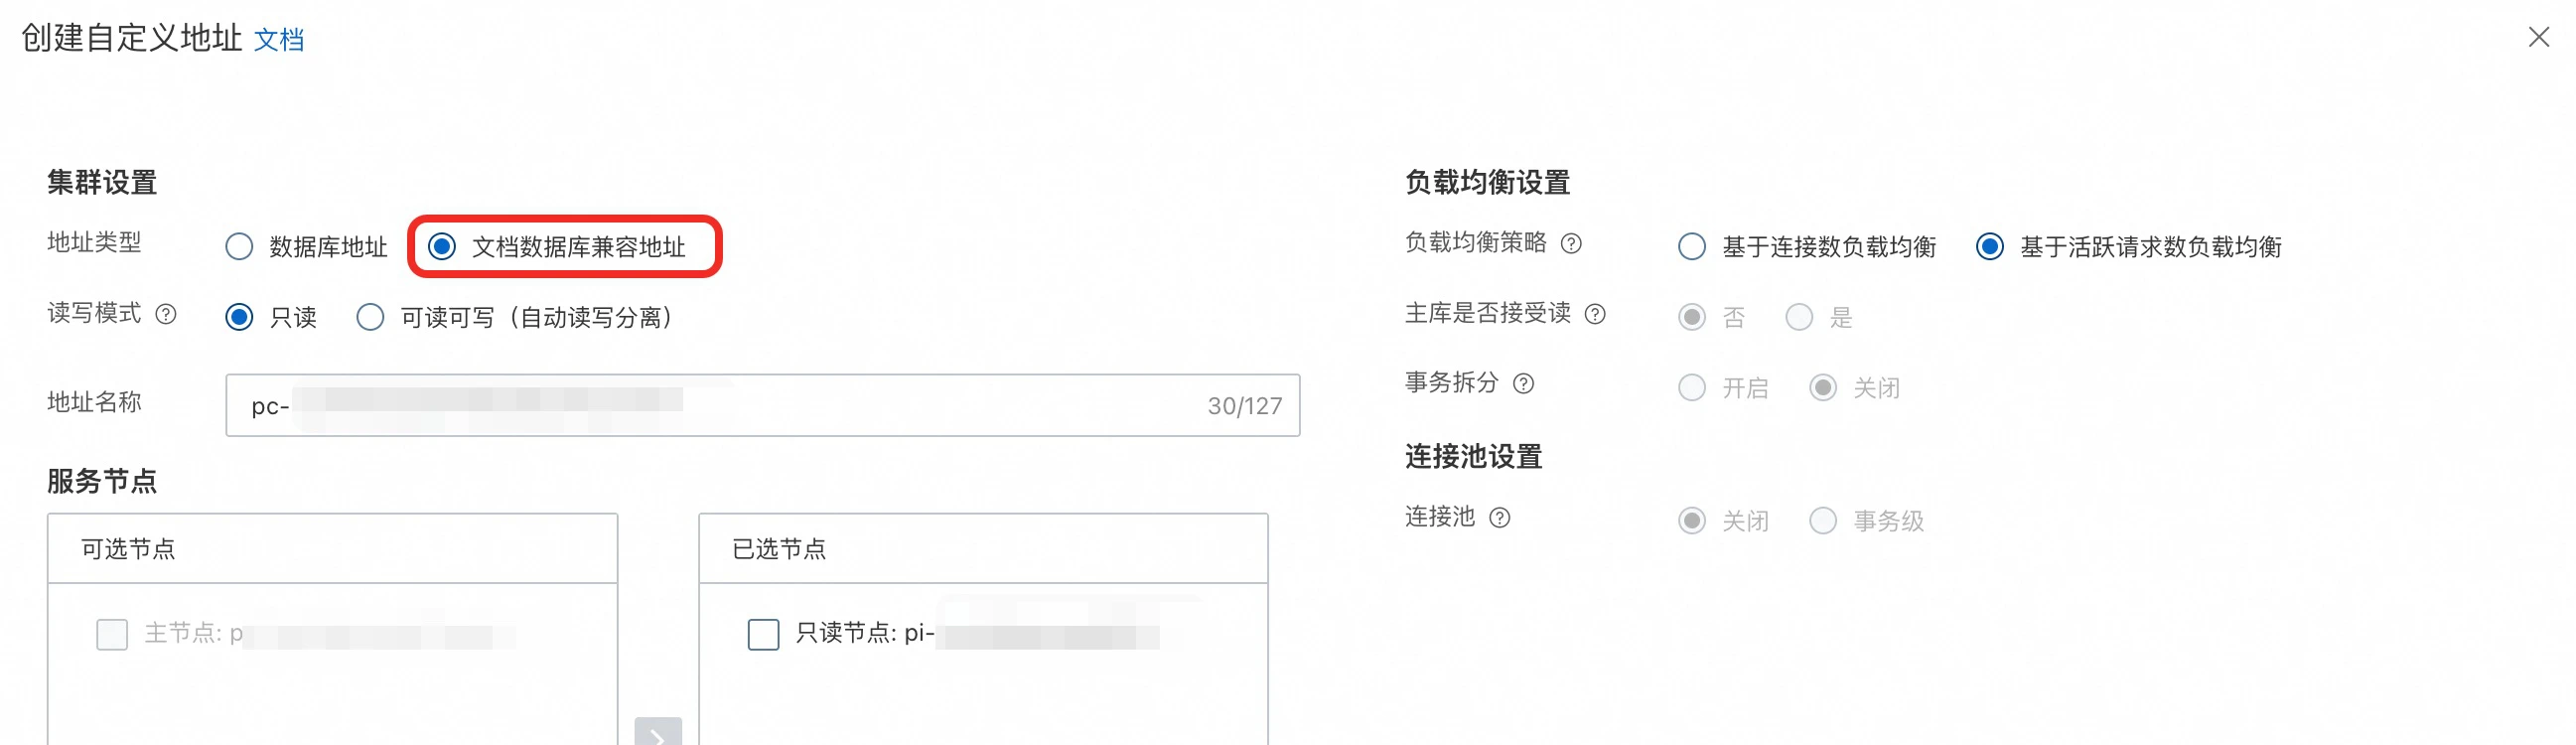 创建自定义地址 文档
集群设置
地址类型 数据库地址 文档数据库兼容地址
读写模式 只读 可读可写（自动读写分离）
地址名称 pc- 30/127
服务节点
可选节点
主节点: p
已选节点
只读节点: pi-
负载均衡设置
负载均衡策略 基于连接数负载均衡 基于活跃请求数负载均衡
主库是否接受读 否 是
事务拆分 开启 关闭
连接池设置
连接池 关闭 事务级